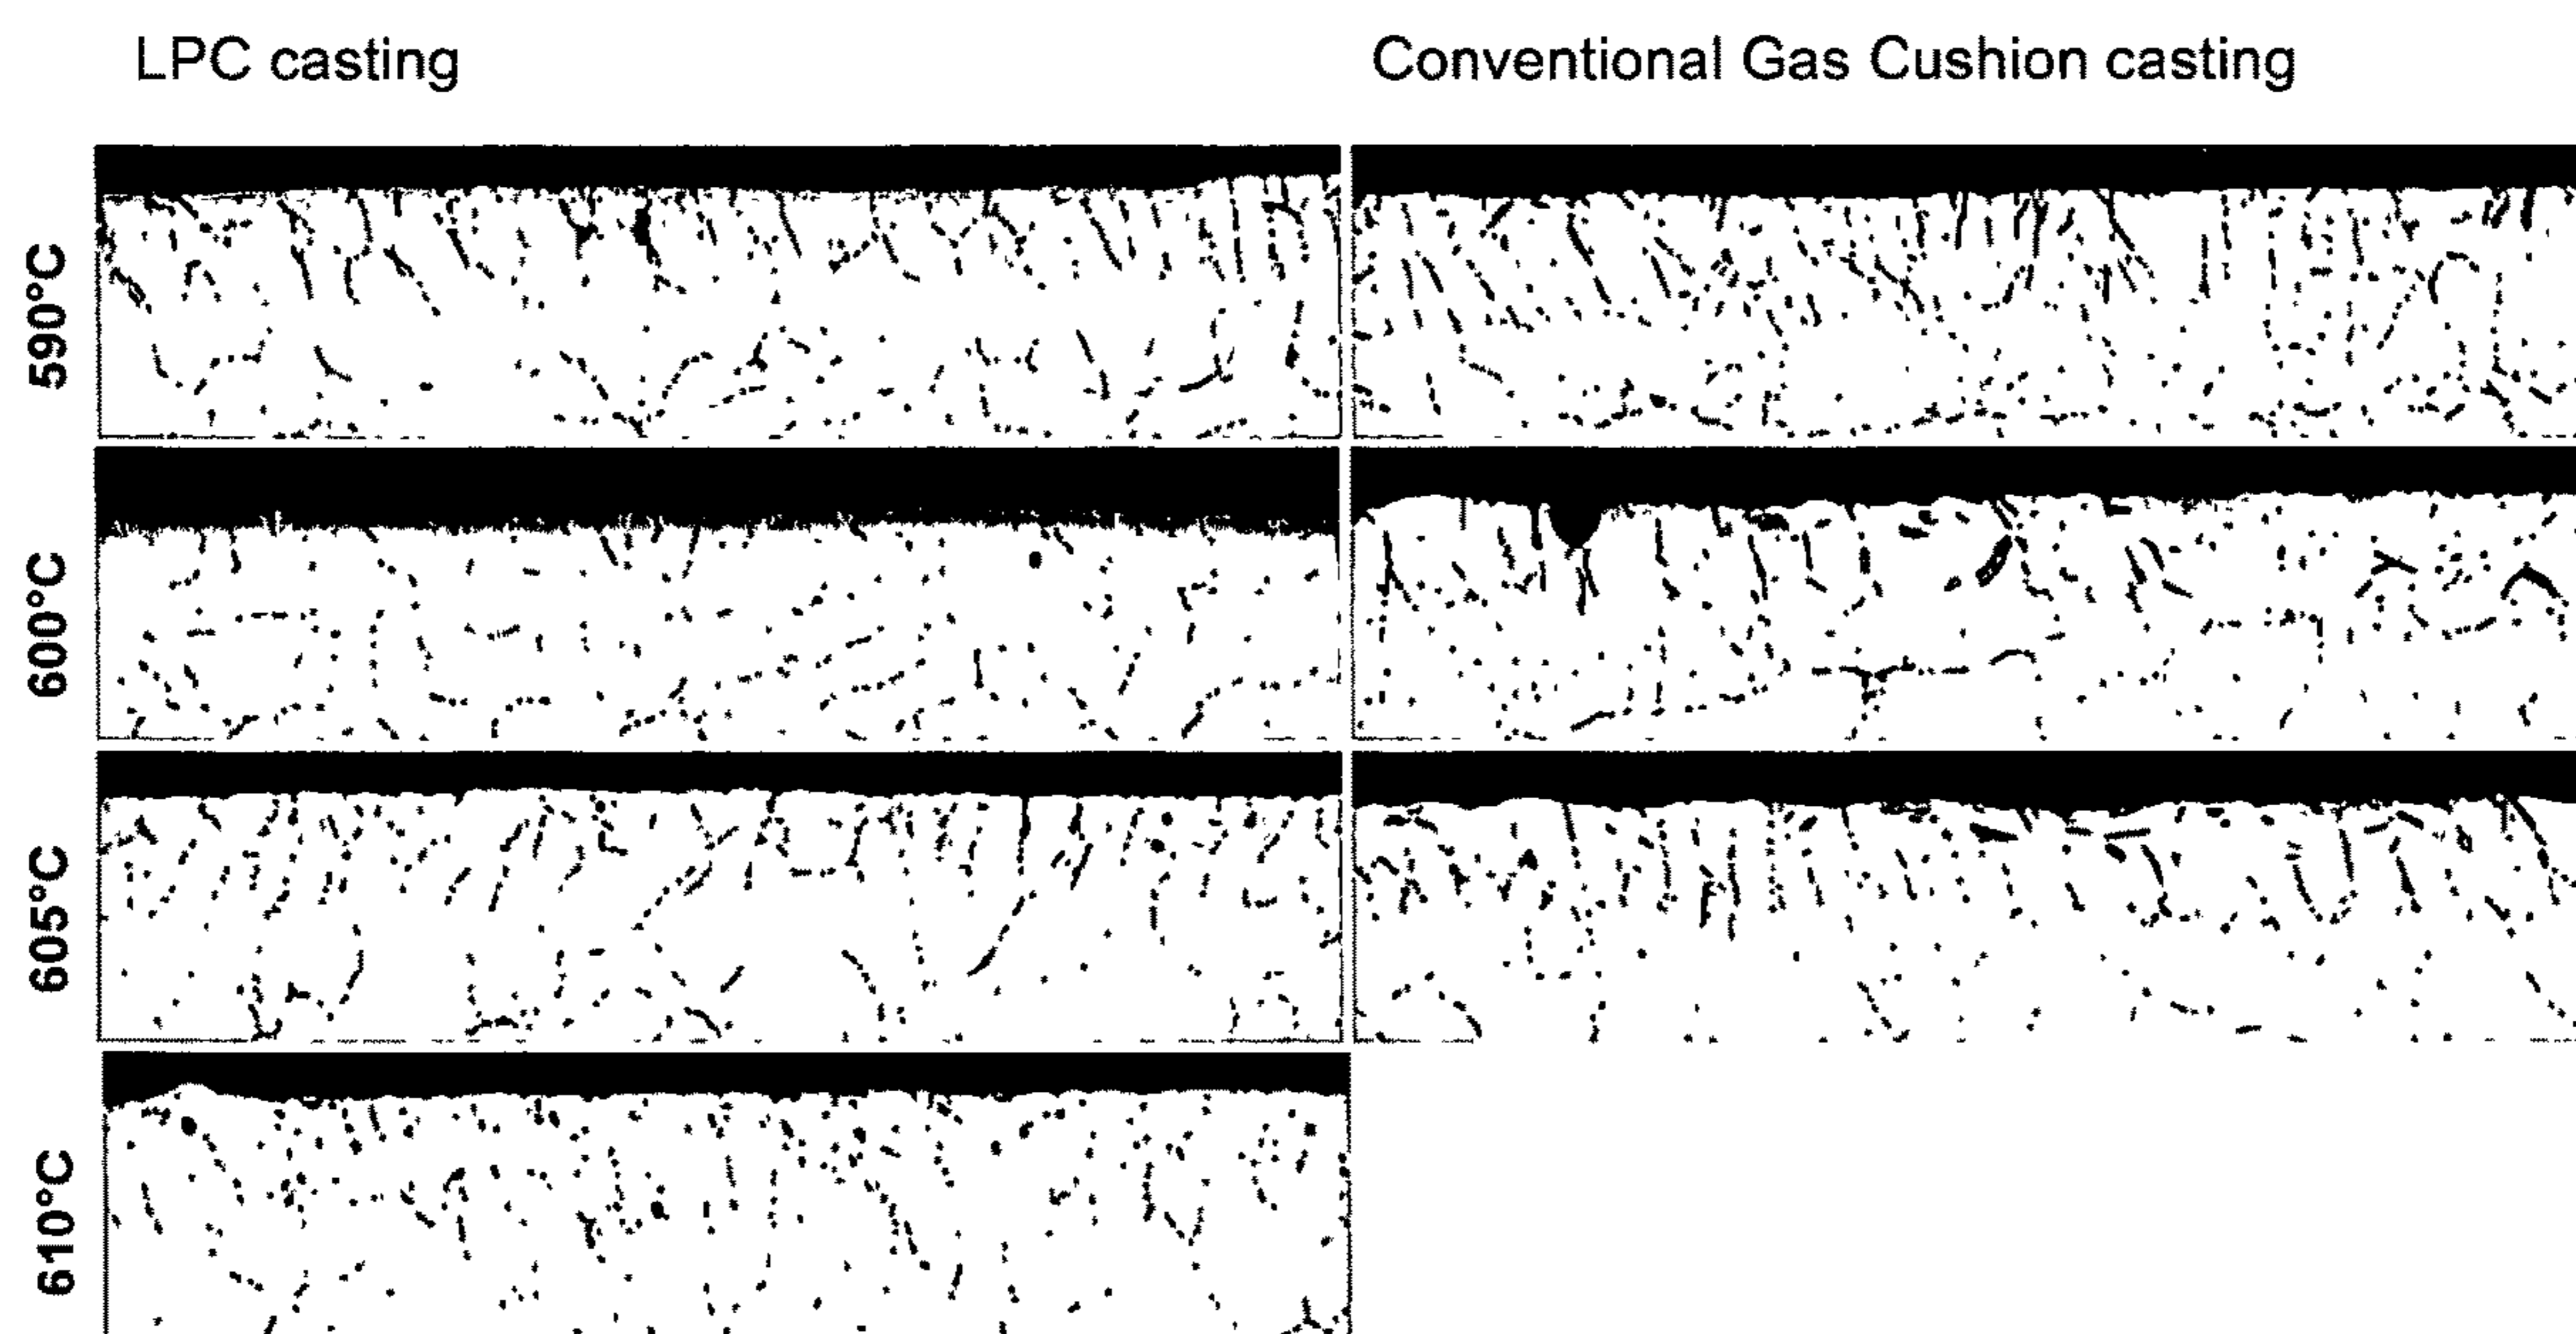 LPC casting
Conventional Gas Cushion casting
590°C
600°C
605°C
610°C